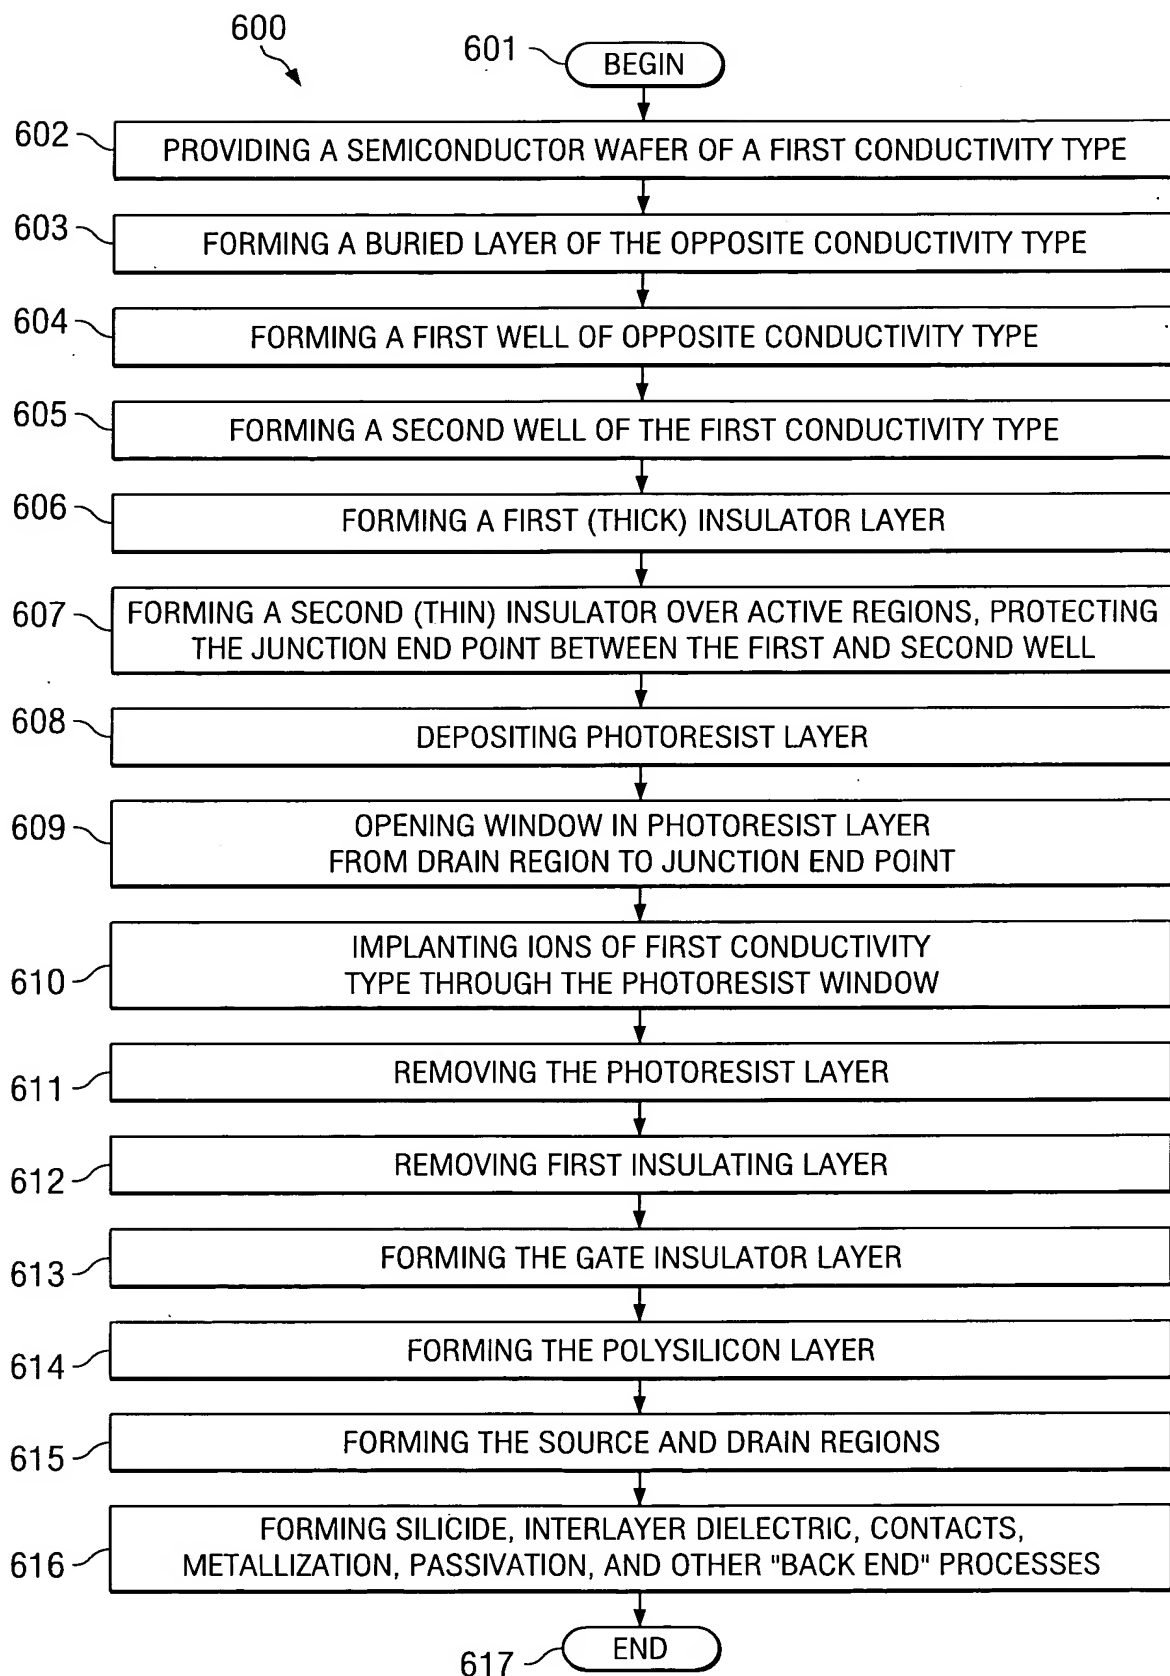 600
601
BEGIN
602
PROVIDING A SEMICONDUCTOR WAFER OF A FIRST CONDUCTIVITY TYPE
603
FORMING A BURIED LAYER OF THE OPPOSITE CONDUCTIVITY TYPE
604
FORMING A FIRST WELL OF OPPOSITE CONDUCTIVITY TYPE
605
FORMING A SECOND WELL OF THE FIRST CONDUCTIVITY TYPE
606
FORMING A FIRST (THICK) INSULATOR LAYER
607
FORMING A SECOND (THIN) INSULATOR OVER ACTIVE REGIONS, PROTECTING
THE JUNCTION END POINT BETWEEN THE FIRST AND SECOND WELL
608
DEPOSITING PHOTORESIST LAYER
609
OPENING WINDOW IN PHOTORESIST LAYER
FROM DRAIN REGION TO JUNCTION END POINT
610
IMPLANTING IONS OF FIRST CONDUCTIVITY
TYPE THROUGH THE PHOTORESIST WINDOW
611
REMOVING THE PHOTORESIST LAYER
612
REMOVING FIRST INSULATING LAYER
613
FORMING THE GATE INSULATOR LAYER
614
FORMING THE POLYSILICON LAYER
615
FORMING THE SOURCE AND DRAIN REGIONS
616
FORMING SILICIDE, INTERLAYER DIELECTRIC, CONTACTS,
METALLIZATION, PASSIVATION, AND OTHER "BACK END" PROCESSES
617
END